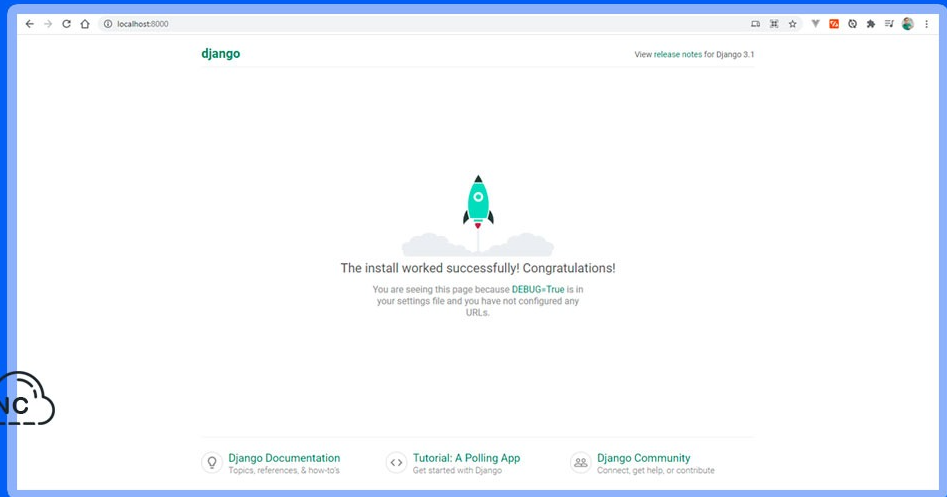 localhost:8000
django
View release notes for Django 3.1
The install worked successfully! Congratulations!
You are seeing this page because DEBUG=True is in
your settings file and you have not configured any
URLs.
NC
Django Documentation
Topics, references, & how-to's
Tutorial: A Polling App
Get started with Django
Django Community
Connect, get help, or contribute